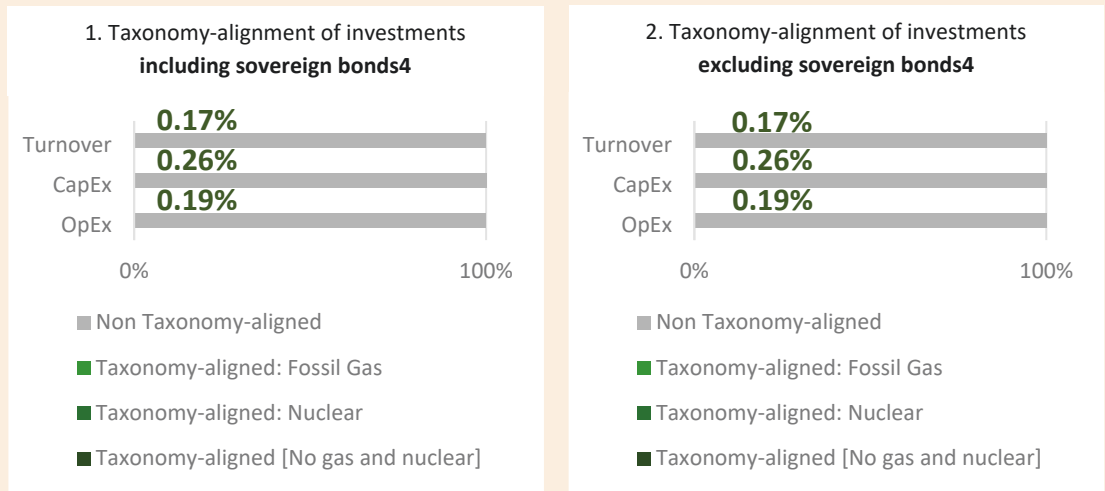 1. Taxonomy-alignment of investments
including sovereign bonds4
0.17%
Turnover
0.26%
CapEx
0.19%
OpEx
0%
100%
Non Taxonomy-aligned
Taxonomy-aligned: Fossil Gas
Taxonomy-aligned: Nuclear
Taxonomy-aligned [No gas and nuclear]
2. Taxonomy-alignment of investments
excluding sovereign bonds4
0.17%
Turnover
0.26%
CapEx
0.19%
OpEx
0%
100%
Non Taxonomy-aligned
Taxonomy-aligned: Fossil Gas
Taxonomy-aligned: Nuclear
Taxonomy-aligned [No gas and nuclear]